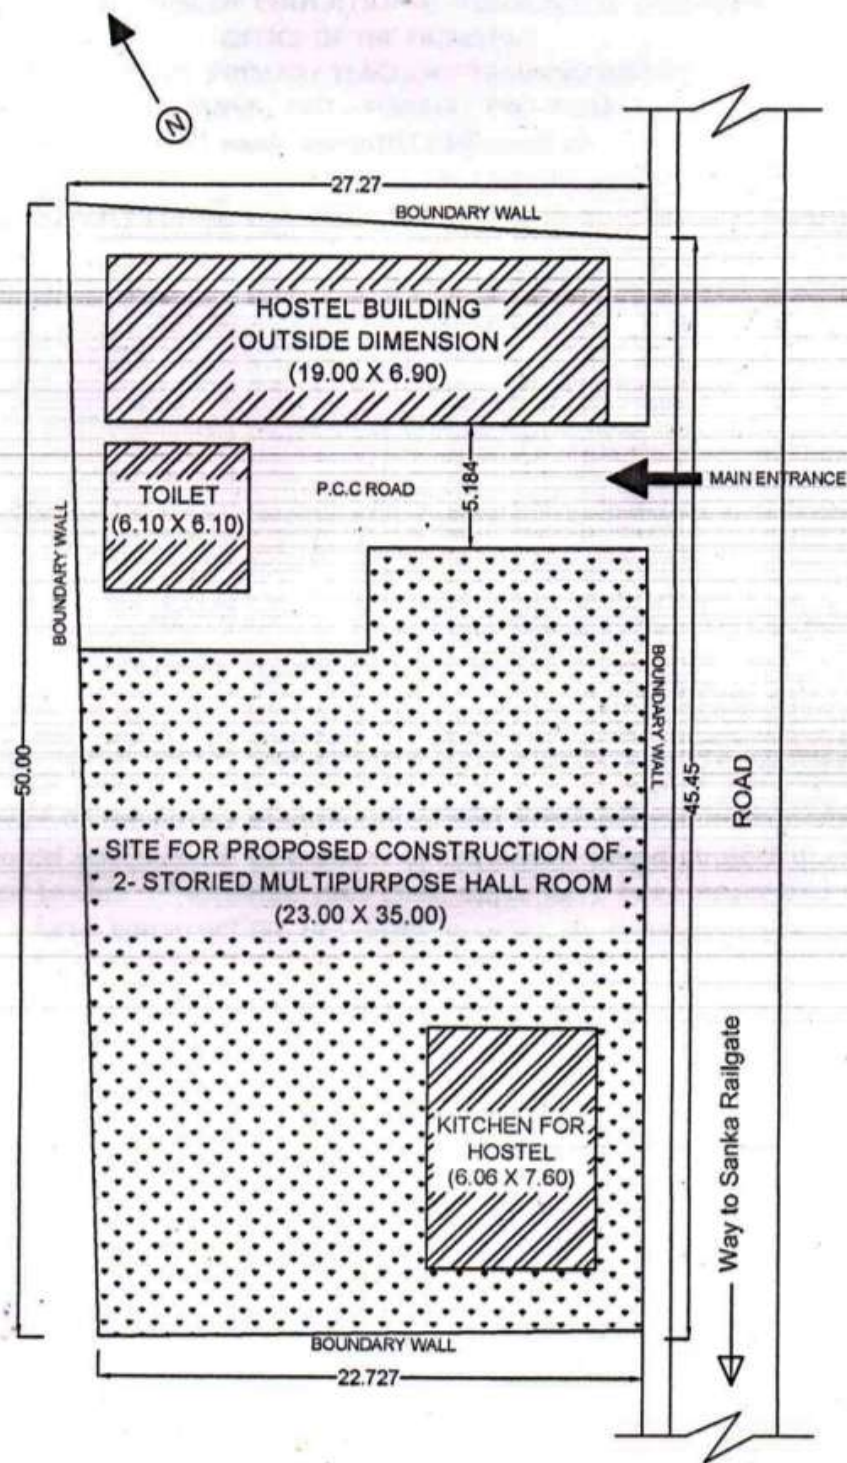 N
27.27
BOUNDARY WALL
HOSTEL BUILDING
OUTSIDE DIMENSION
(19.00 X 6.90)
TOILET
(6.10 X 6.10)
P.C.C ROAD
5.184
MAIN ENTRANCE
BOUNDARY WALL
BOUNDARY WALL
50.00
45.45
ROAD
SITE FOR PROPOSED CONSTRUCTION OF
2- STORIED MULTIPURPOSE HALL ROOM
(23.00 X 35.00)
KITCHEN FOR
HOSTEL
(6.06 X 7.60)
Way to Sanka Railgate
BOUNDARY WALL
22.727